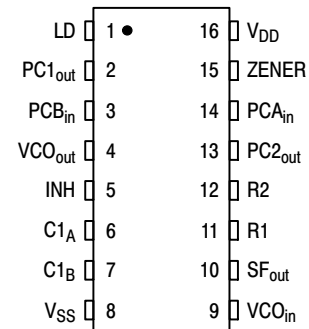 LD 1 16 VDD
PC1out 2 15 ZENER
PCBin 3 14 PCAin
VCOout 4 13 PC2out
INH 5 12 R2
C1A 6 11 R1
C1B 7 10 SFout
VSS 8 9 VCOin